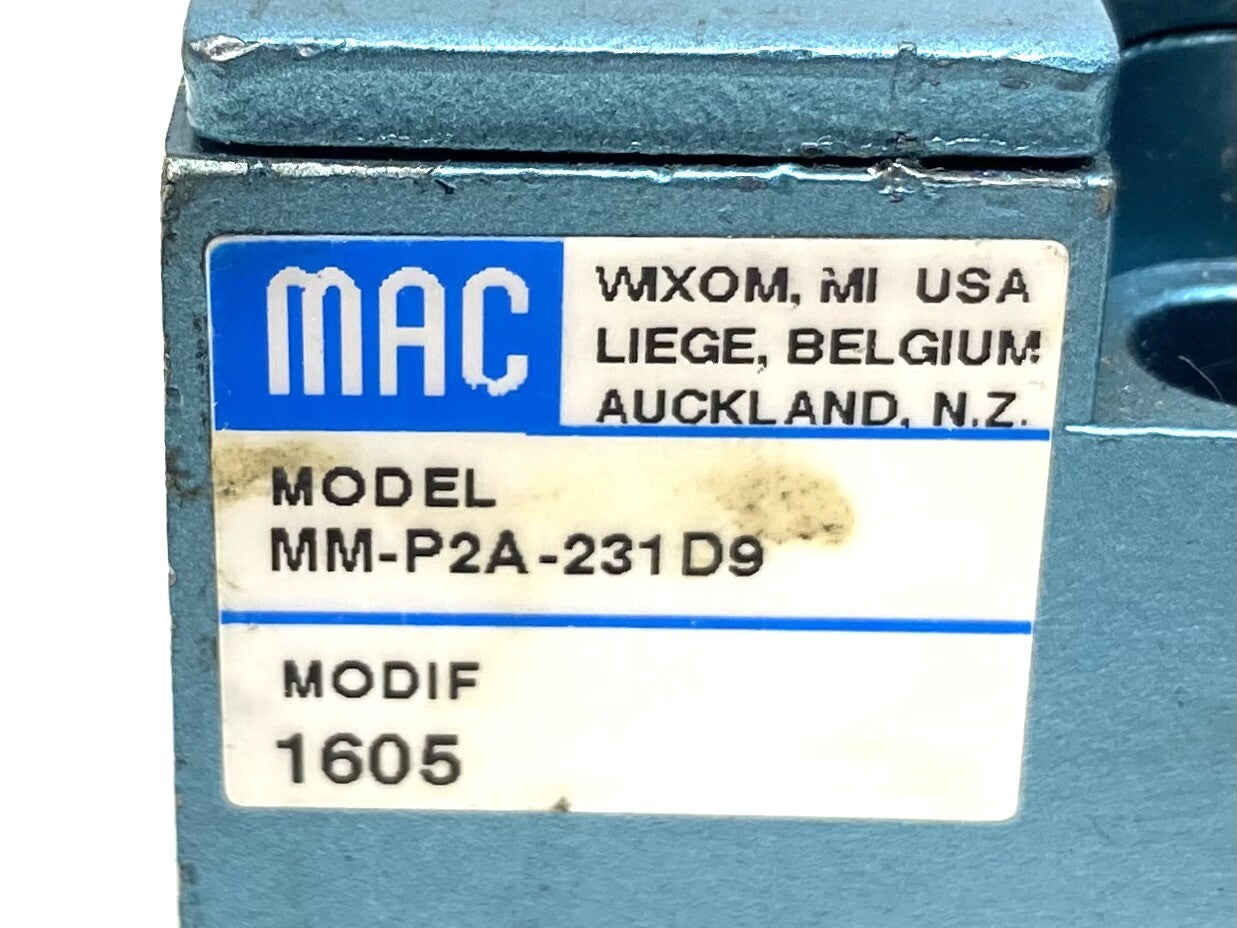 MAC
WIXOM, MI USA
LIEGE, BELGIUM
AUCKLAND, N.Z.
MODEL
MM-P2A-231D9
MODIF
1605